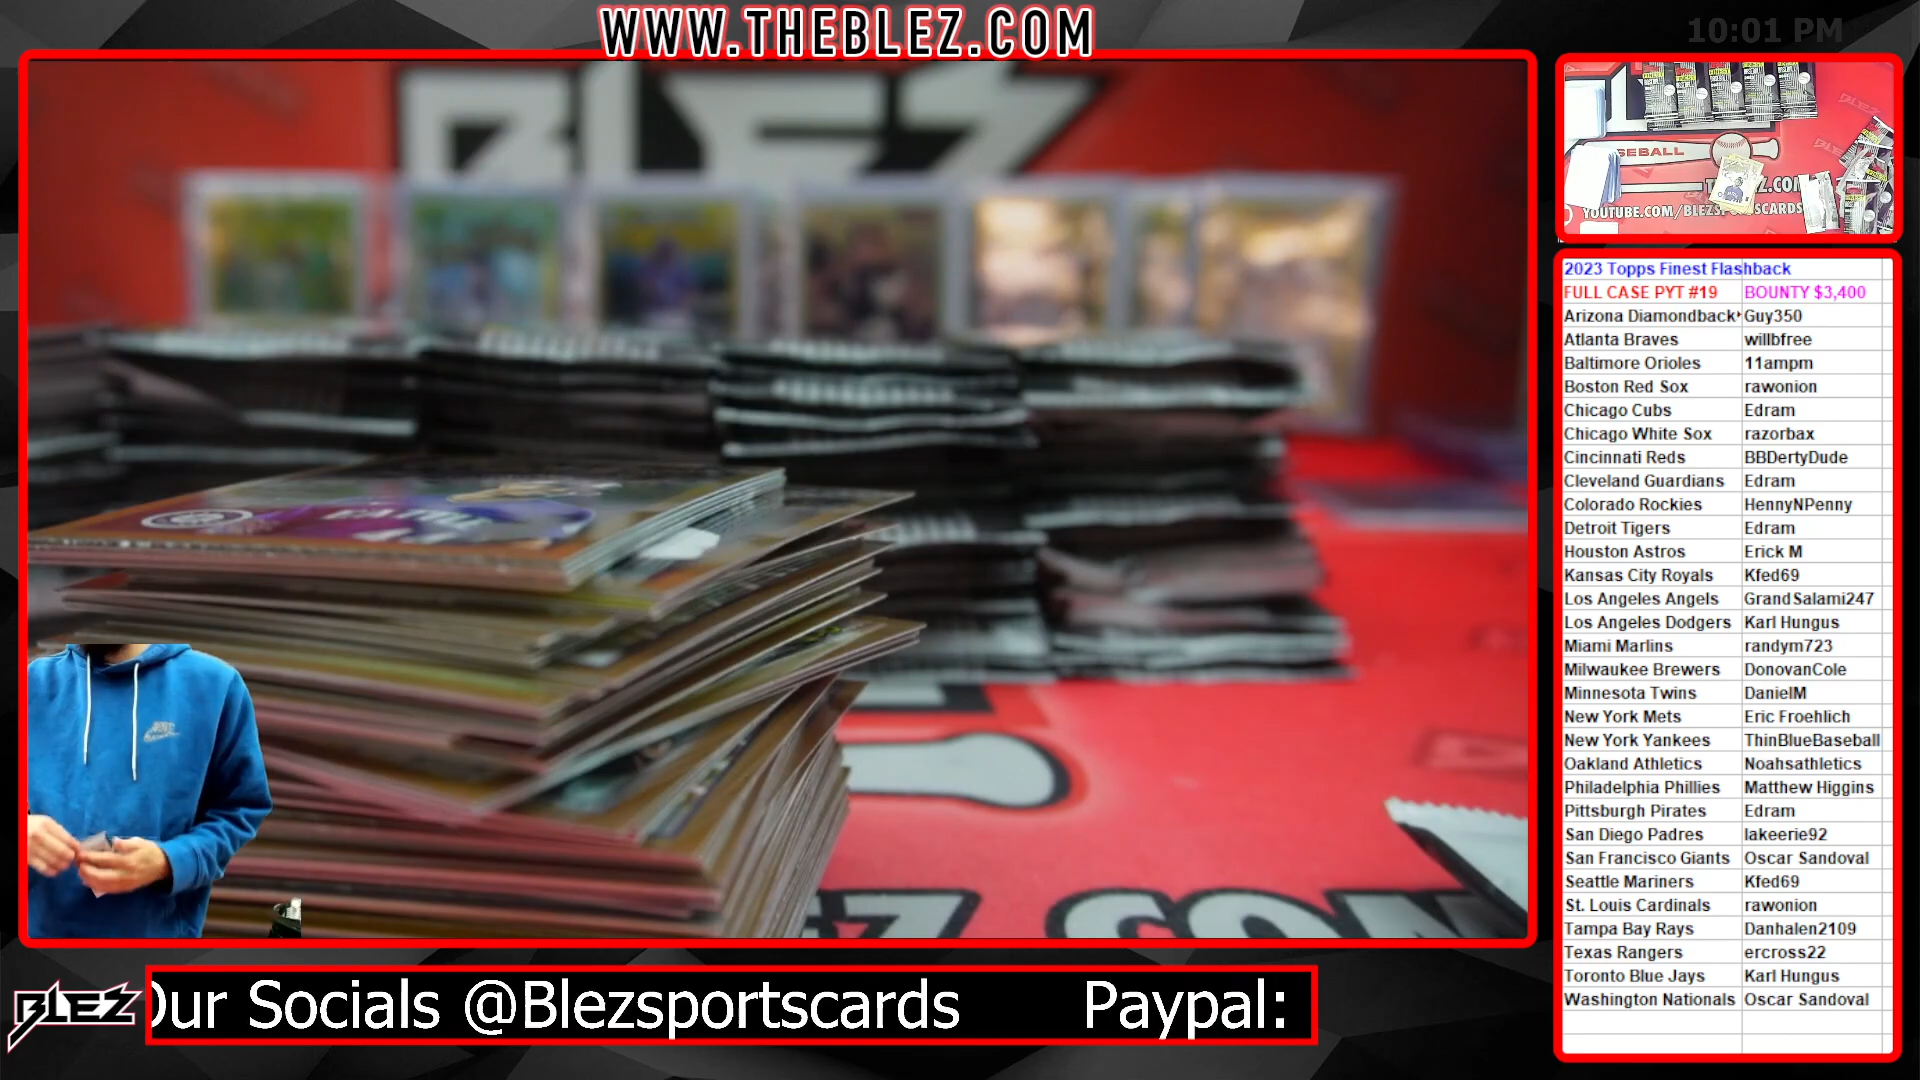 WWW.THEBLEZ.COM
10:01 PM
BLEZ
SEBALL
YOUTUBE.COM/BLEZSPORTSCARDS
2023 Topps Finest Flashback
FULL CASE PYT #19 BOUNTY $3,400
Arizona Diamondback Guy350
Atlanta Braves willbfree
Baltimore Orioles 11ampm
Boston Red Sox rawonion
Chicago Cubs Edram
Chicago White Sox razorbax
Cincinnati Reds BBDertyDude
Cleveland Guardians Edram
Colorado Rockies HennyNPenny
Detroit Tigers Edram
Houston Astros Erick M
Kansas City Royals Kfed69
Los Angeles Angels GrandSalami247
Los Angeles Dodgers Karl Hungus
Miami Marlins randym723
Milwaukee Brewers DonovanCole
Minnesota Twins DanielM
New York Mets Eric Froehlich
New York Yankees ThinBlueBaseball
Oakland Athletics Noahsathletics
Philadelphia Phillies Matthew Higgins
Pittsburgh Pirates Edram
San Diego Padres lakeerie92
San Francisco Giants Oscar Sandoval
Seattle Mariners Kfed69
St. Louis Cardinals rawonion
Tampa Bay Rays Danhalen2109
Texas Rangers ercross22
Toronto Blue Jays Karl Hungus
Washington Nationals Oscar Sandoval
BLEZ
Our Socials @Blezsportscards Paypal: